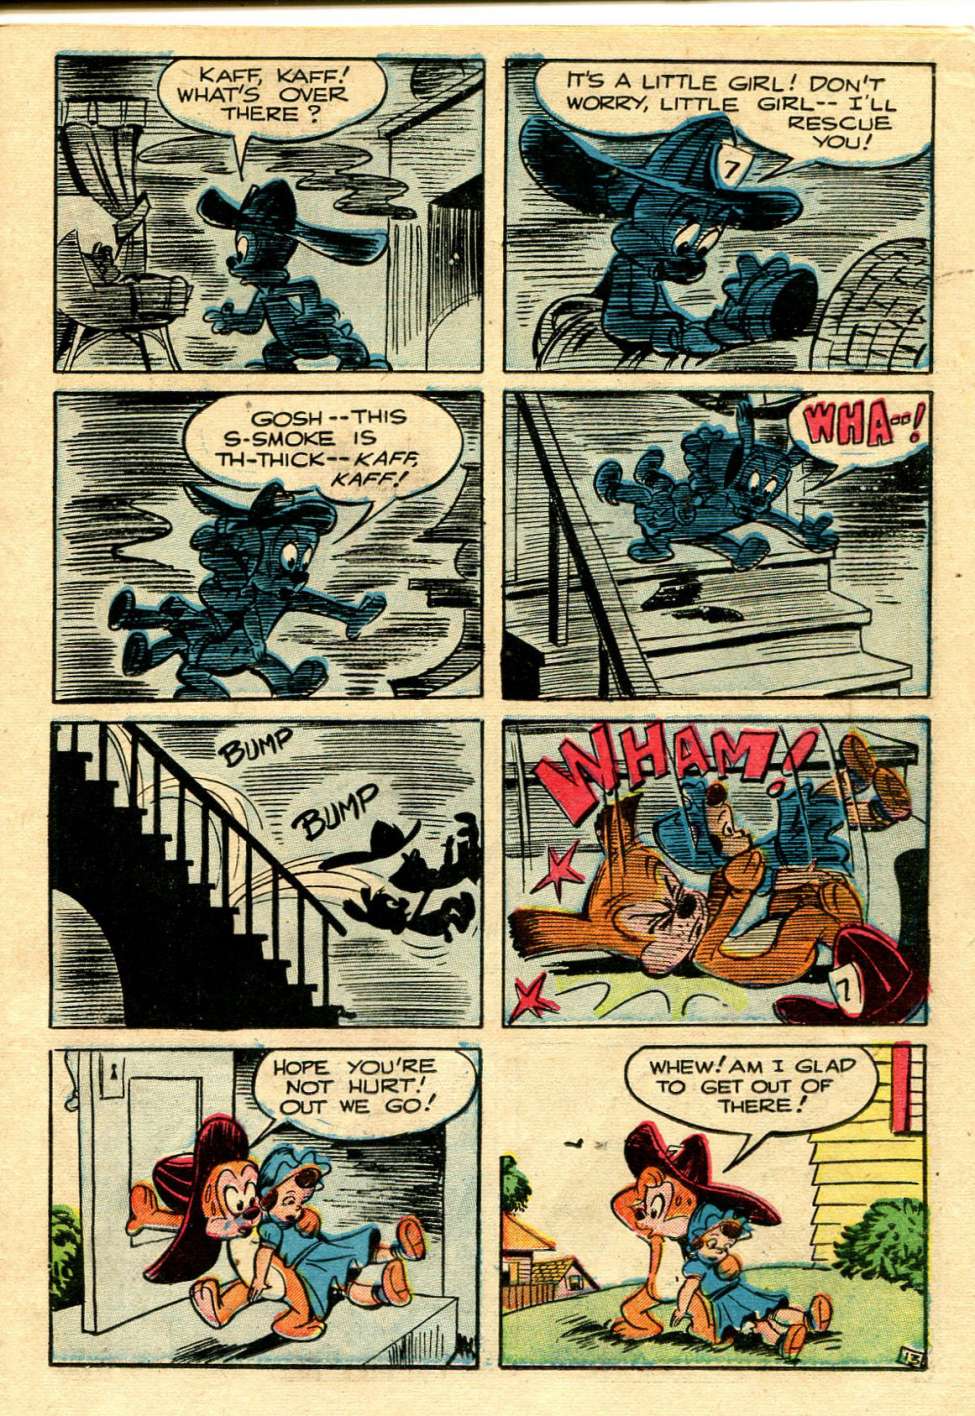 KAFF, KAFF!
WHAT'S OVER
THERE?
IT'S A LITTLE GIRL! DON'T
WORRY, LITTLE GIRL-- I'LL
RESCUE
YOU!
7
GOSH--THIS
S-SMOKE IS
TH-THICK--KAFF,
KAFF!
WHA--!
BUMP
BUMP
WHAM!
7
HOPE YOU'RE
NOT HURT!
OUT WE GO!
WHEW! AM I GLAD
TO GET OUT OF
THERE!
13